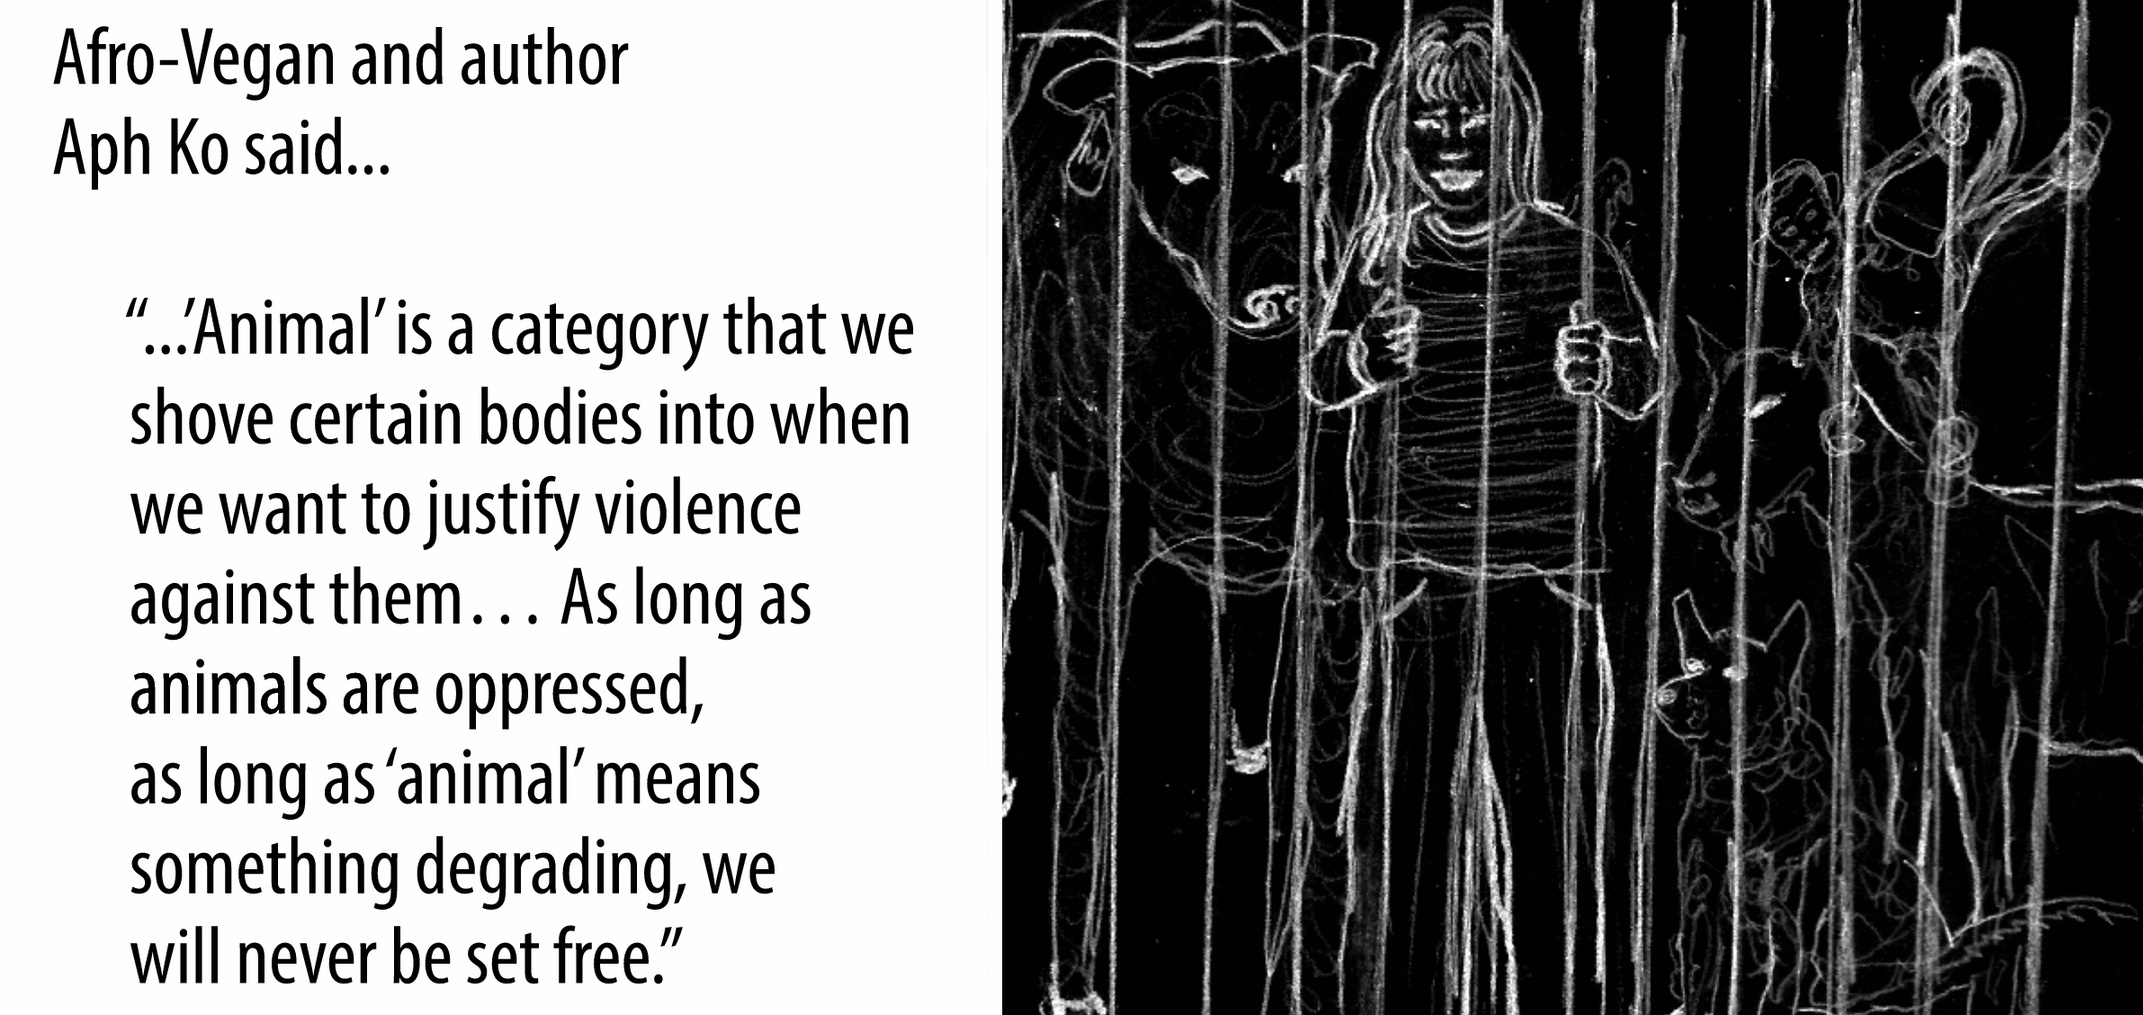 Afro-Vegan and author
Aph Ko said...
“...’Animal’ is a category that we
shove certain bodies into when
we want to justify violence
against them... As long as
animals are oppressed,
as long as ‘animal’ means
something degrading, we
will never be set free.”